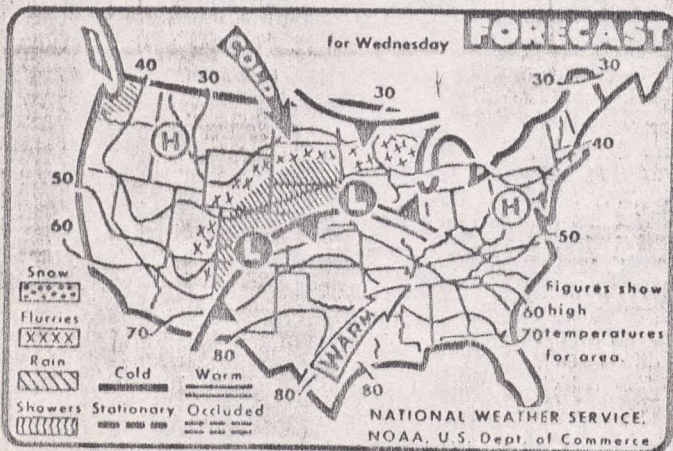 for Wednesday FORECAST
COLD
40 30 30 30 30
H
40
50
L
H
60
L
50
Snow
Flurries
XXXX
Rain
Showers
Cold Warm
Stationary Occluded
70
80
WARM
80 80
Figures show
60 high
70 temperatures
for area.
NATIONAL WEATHER SERVICE,
NOAA, U.S. Dept. of Commerce